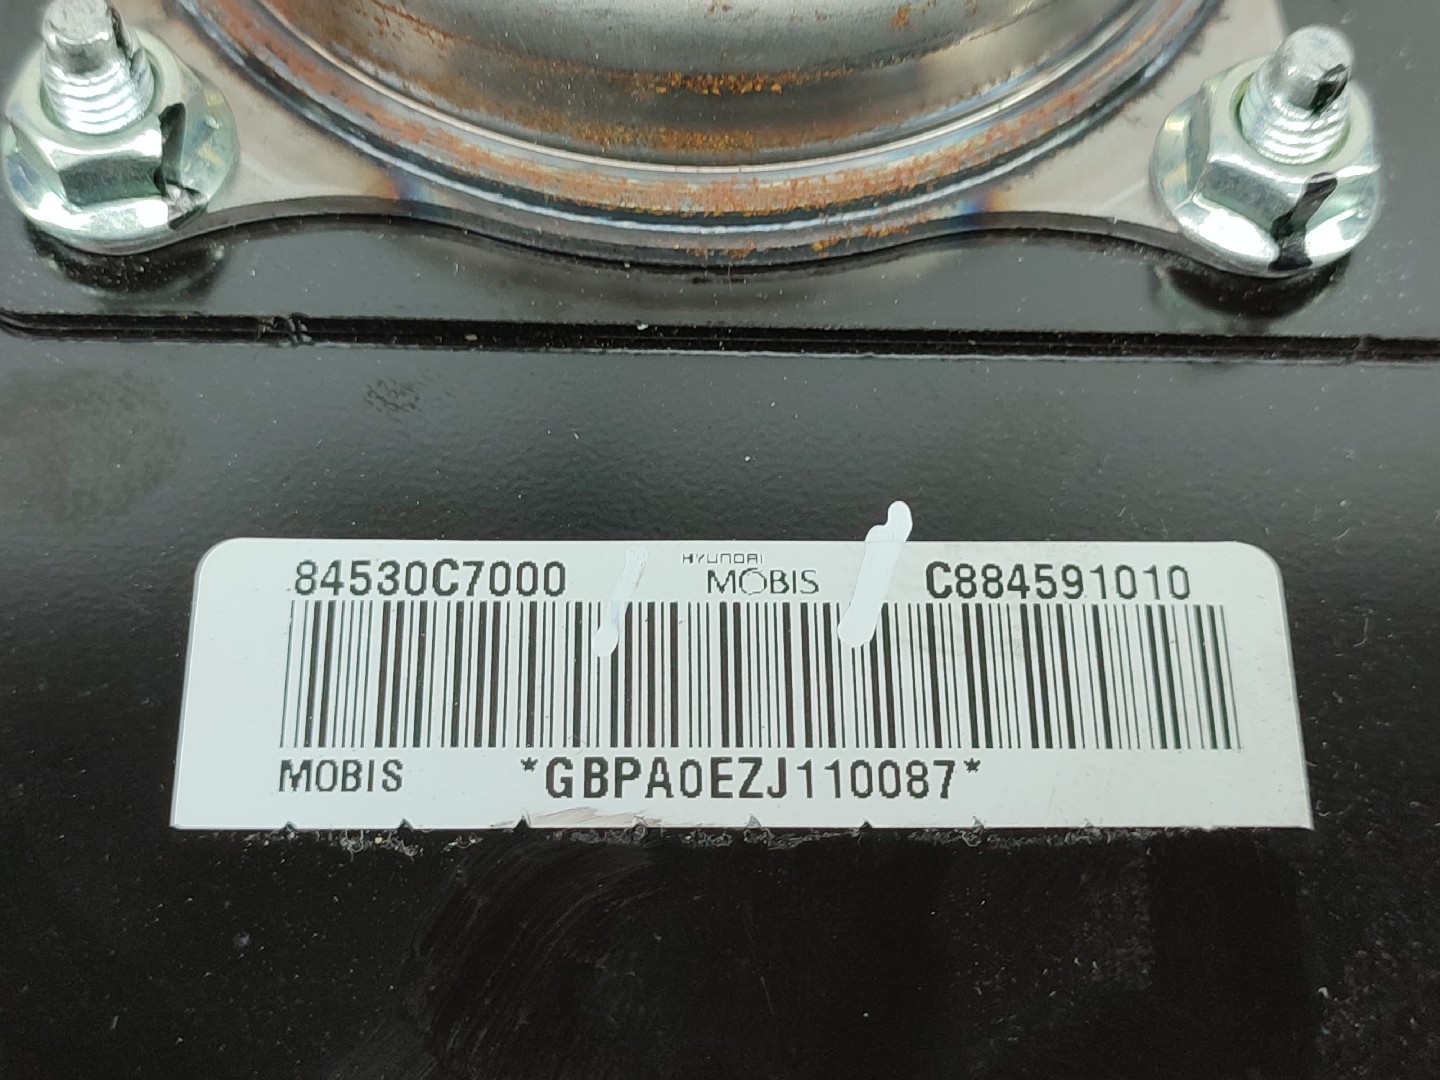 84530C7000 HYUNDAI MOBIS C884591010
MOBIS *GBPA0EZJ110087*